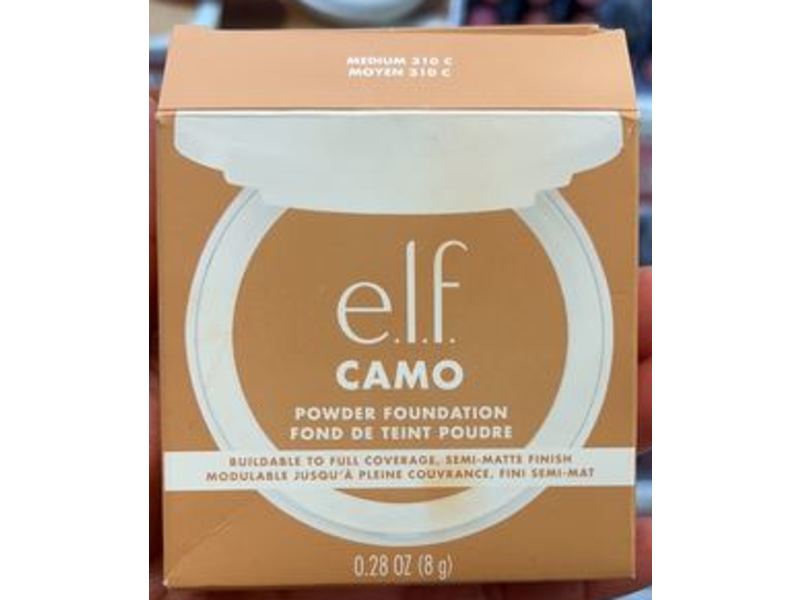 MEDIUM 310 C
MOYEN 310 C
e.l.f.
CAMO
POWDER FOUNDATION
FOND DE TEINT POUDRE
BUILDABLE TO FULL COVERAGE, SEMI-MATTE FINISH
MODULABLE JUSQU'À PLEINE COUVRANCE, FINI SEMI-MAT
0.28 OZ (8 g)